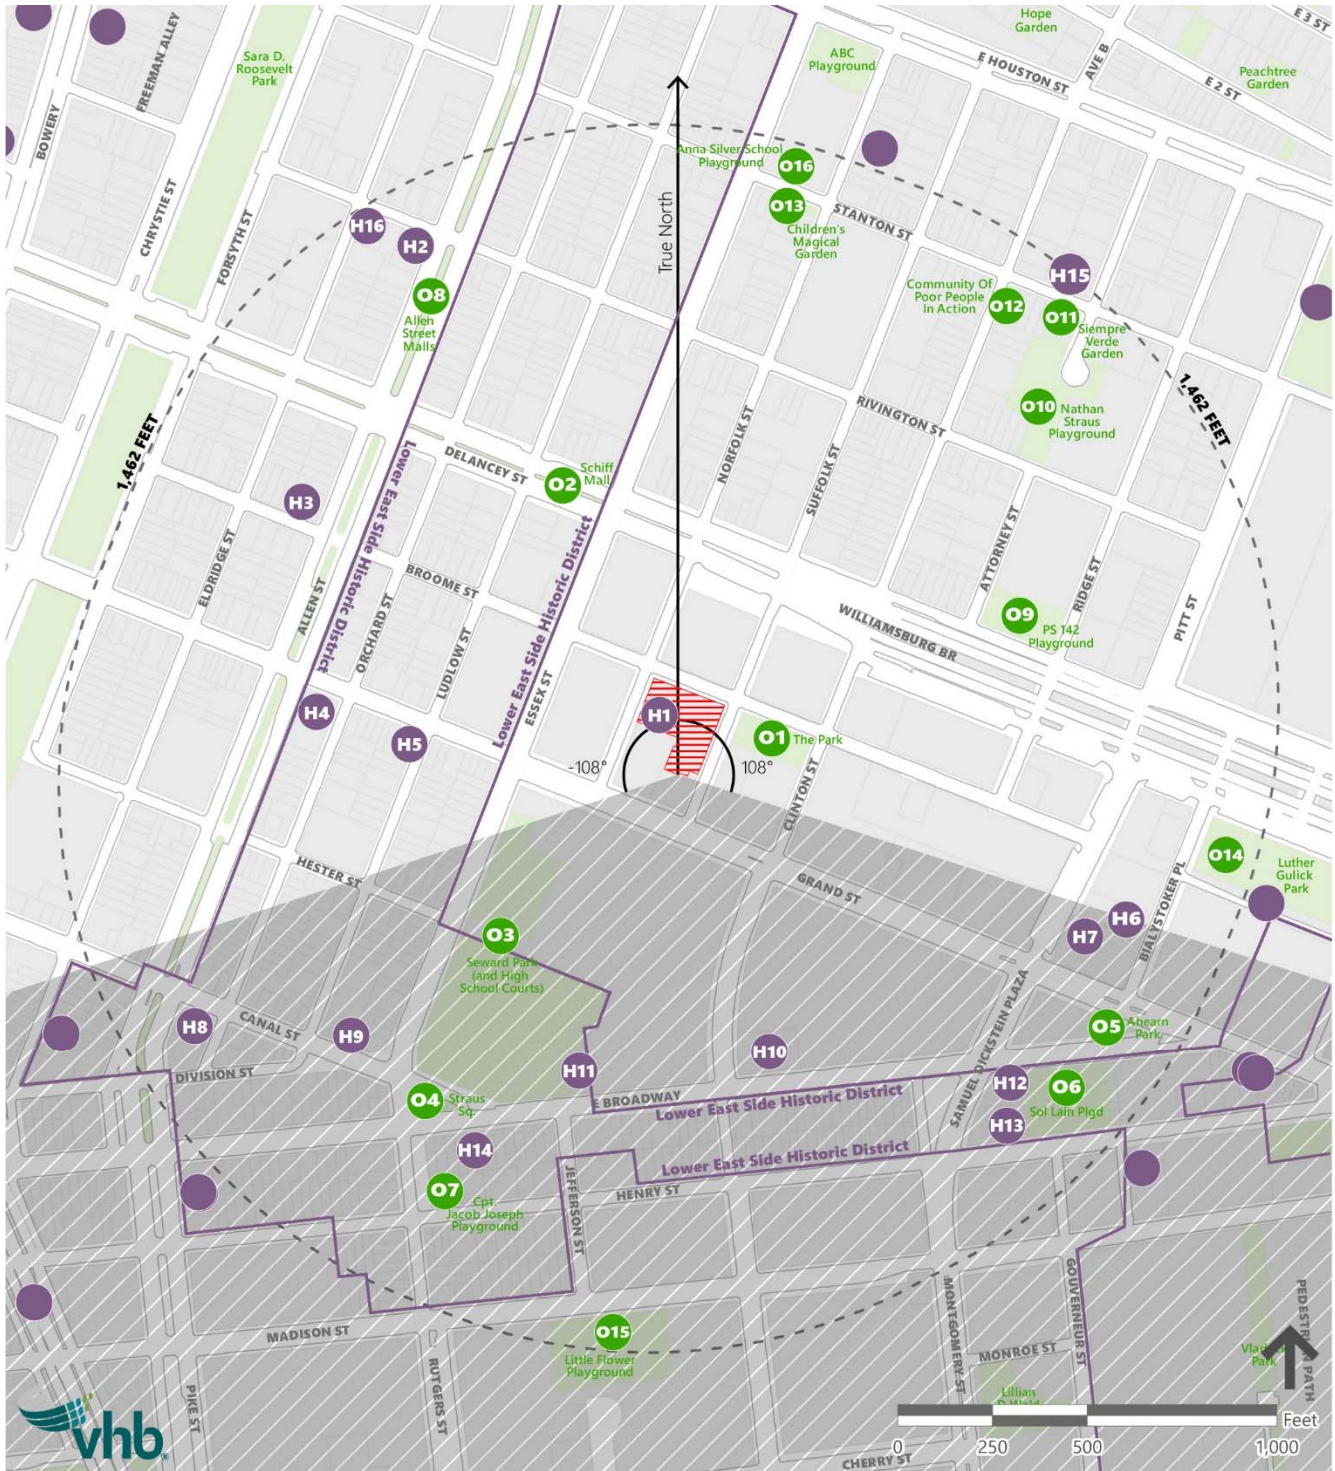 Hope
Garden
E 3 ST
FREEMAN ALLEY
Sara D.
Roosevelt
Park
ABC
Playground
E HOUSTON ST
AVE B
Peachtree
Garden
E 2 ST
BOWERY
Anna Silver School
Playground
O16
True North
CHRYSTIE ST
FORSYTH ST
H16
H2
O13
Children's
Magical
Garden
STANTON ST
H15
O8
Allen
Street
Malls
Community Of
Poor People
In Action
O12
O11
Siempre
Verde
Garden
1,462 FEET
1,462 FEET
O10
Nathan
Straus
Playground
RIVINGTON ST
NORFOLK ST
SUFFOLK ST
DELANCEY ST
O2
Schiff
Mall
H3
Lower East Side Historic District
Lower East Side Historic District
ELDRIDGE ST
ALLEN ST
BROOME ST
ORCHARD ST
LUDLOW ST
ESSEX ST
ATTORNEY ST
RIDGE ST
PITT ST
O9
PS 142
Playground
WILLIAMSBURG BR
H4
H5
H1
O1
The Park
-108°
108°
CLINTON ST
HESTER ST
GRAND ST
O14
Luther
Gulick
Park
BIALYSTOKER PL
H6
H7
O3
Seward Park
(and High
School Courts)
SAMUEL DICKSTEIN PLAZA
H8
CANAL ST
H9
H10
O5
Ahearn
Park
DIVISION ST
H11
H12
O6
Sol Lain Plgd
O4
Straus
Sq.
E BROADWAY
Lower East Side Historic District
H13
H14
Lower East Side Historic District
O7
Cpt.
Jacob Joseph
Playground
JEFFERSON ST
HENRY ST
MADISON ST
O15
Little Flower
Playground
RUTGERS ST
PIKE ST
MONTGOMERY ST
GOUVERNEUR ST
MONROE ST
PEDESTRIAN PATH
Park
Lillian
vhb
Feet
0
250
500
1,000
CHERRY ST